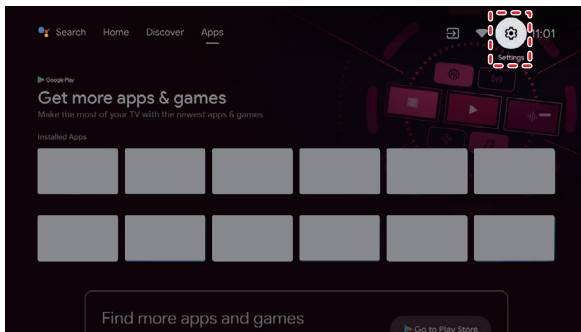 Search Home Discover Apps
11:01
Settings
Google Play
Get more apps & games
Make the most of your TV with the newest apps & games
Installed Apps
Find more apps and games
Go to Play Store